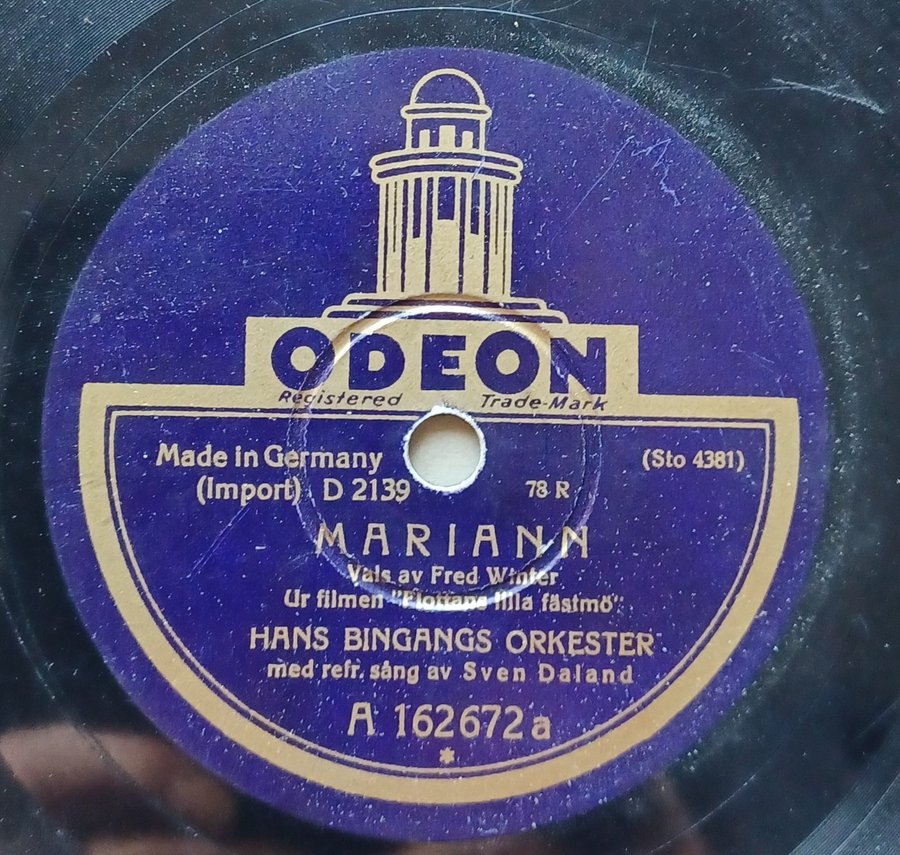 ODEON
Registered Trade-Mark
Made in Germany (Sto 4381)
(Import) D 2139 78 R
MARIANN
Vals av Fred Winter
Ur filmen "Flottans lilla fästmö"
HANS BINGANGS ORKESTER
med refr. sång av Sven Daland
A 162672a
*